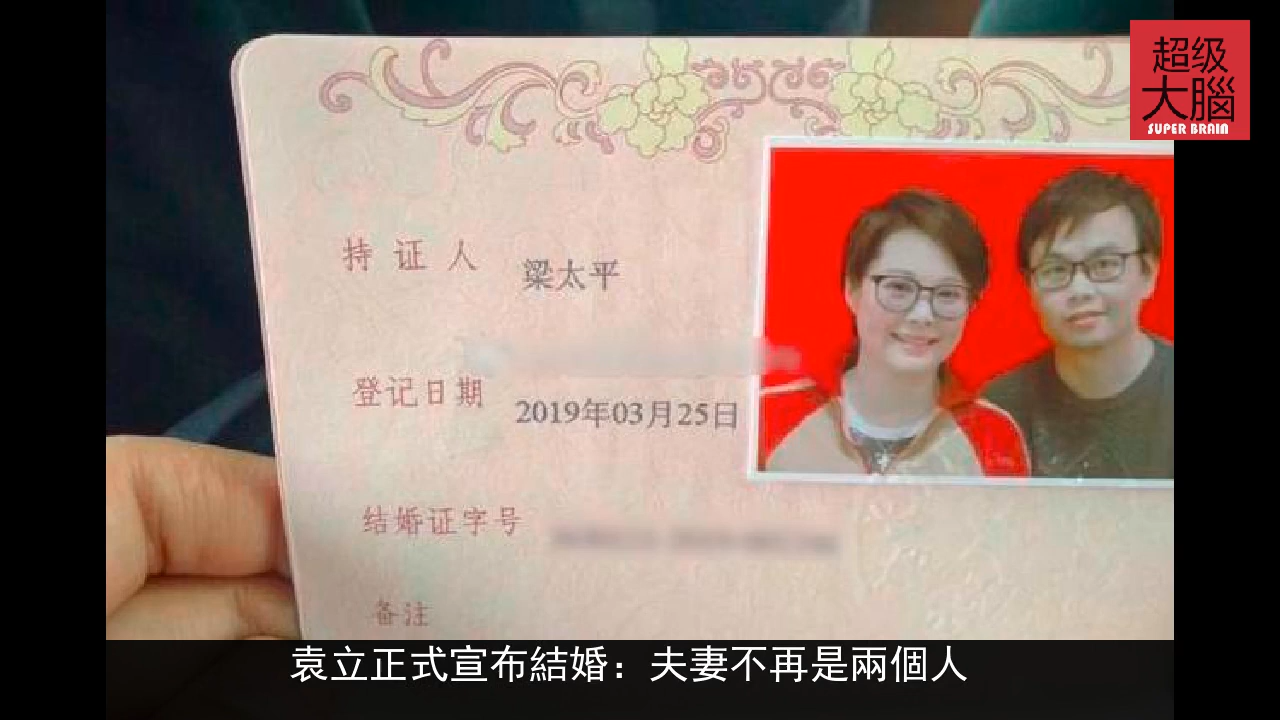 超级
大腦
SUPER BRAIN
持证人
梁太平
登记日期
2019年03月25日
结婚证字号
备注
袁立正式宣布結婚：夫妻不再是兩個人